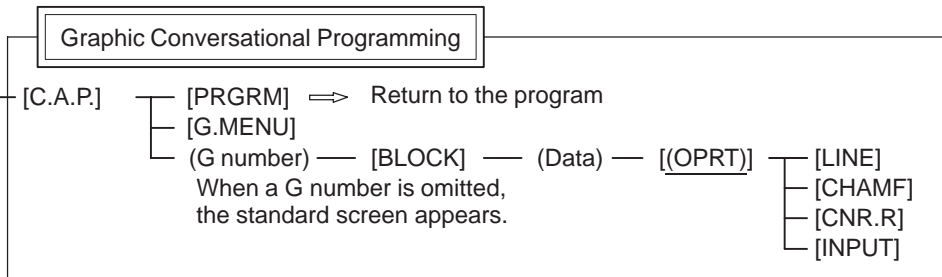 Graphic Conversational Programming
[C.A.P.] [PRGRM] Return to the program
[G.MENU]
(G number) [BLOCK] (Data) [(OPRT)] [LINE]
When a G number is omitted, [CHAMF]
the standard screen appears. [CNR.R]
[INPUT]